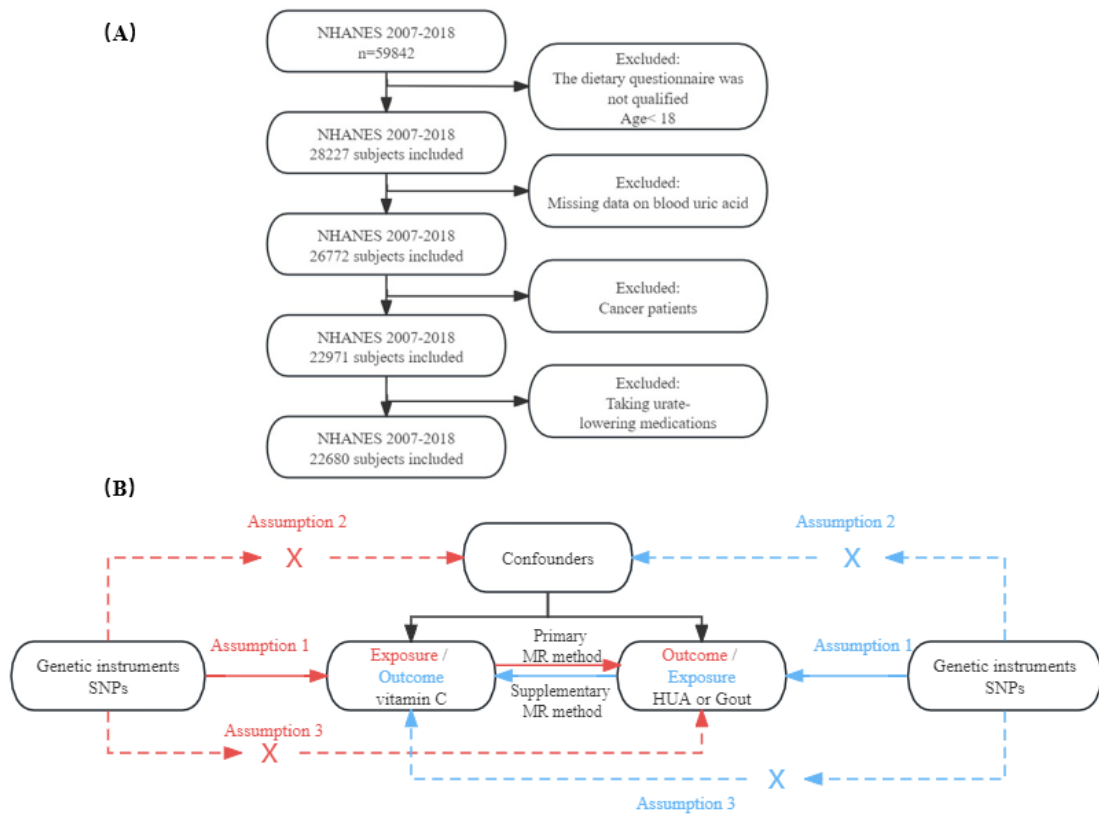 (A)
NHANES 2007-2018
n=59842
Excluded:
The dietary questionnaire was
not qualified
Age< 18
NHANES 2007-2018
28227 subjects included
Excluded:
Missing data on blood uric acid
NHANES 2007-2018
26772 subjects included
Excluded:
Cancer patients
NHANES 2007-2018
22971 subjects included
Excluded:
Taking urate-
lowering medications
NHANES 2007-2018
22680 subjects included
(B)
Assumption 2
Assumption 2
X
X
Confounders
Genetic instruments
SNPs
Assumption 1
Exposure /
Outcome
vitamin C
Primary
MR method
Supplementary
MR method
Outcome /
Exposure
HUA or Gout
Assumption 1
Genetic instruments
SNPs
Assumption 3
X
X
Assumption 3